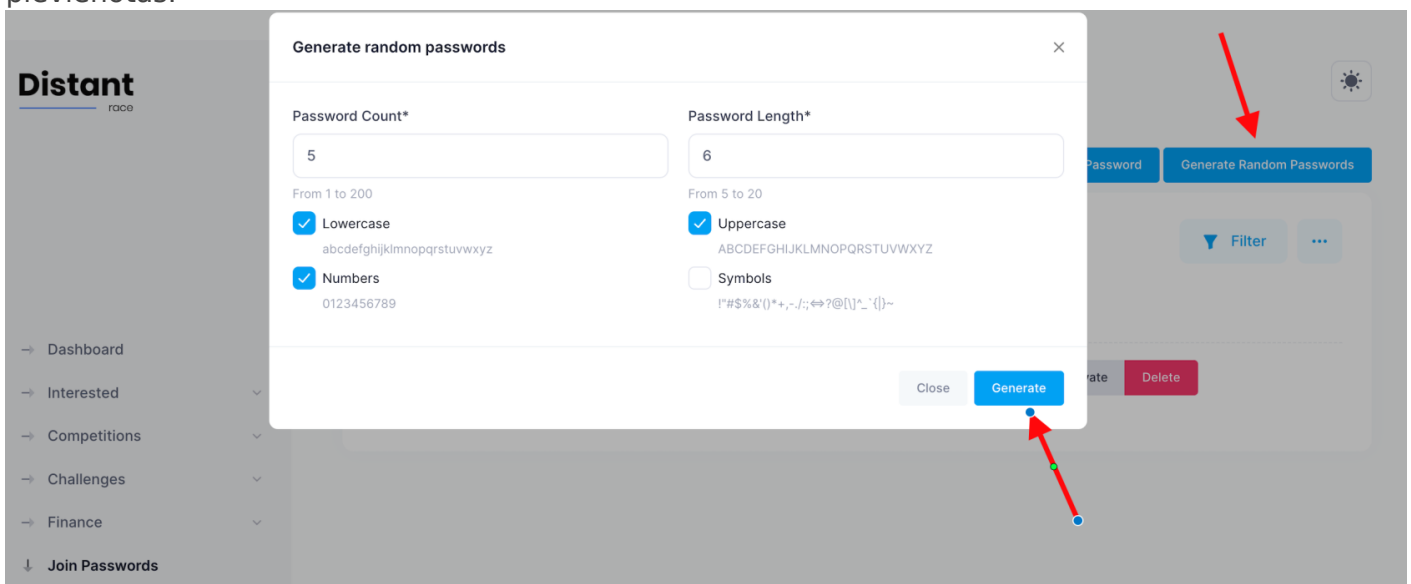 Generate random passwords
Distant
race
Password Count*
Password Length*
5
6
Password
Generate Random Passwords
From 1 to 200
From 5 to 20
Lowercase
Uppercase
abcdefghijklmnopqrstuvwxyz
ABCDEFGHIJKLMNOPQRSTUVWXYZ
Filter
Numbers
Symbols
0123456789
!"#$%&'()*+,-./:;⇔?@[\]^_`{|}~
Dashboard
Interested
vate
Delete
Close
Generate
Competitions
Challenges
Finance
Join Passwords